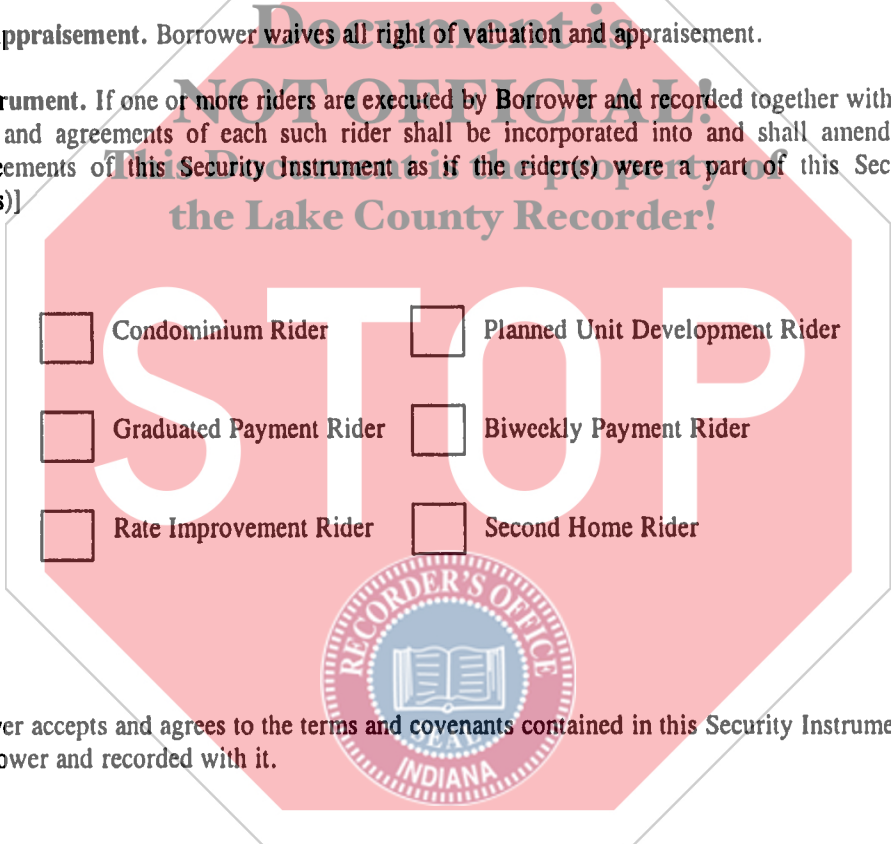 Document is
ppraisement. Borrower waives all right of valuation and appraisement.
NOT OFFICIAL!
rument. If one or more riders are executed by Borrower and recorded together with
and agreements of each such rider shall be incorporated into and shall amend
eements of this Security Instrument as if the rider(s) were a part of this Sec
This Document is the property of
s)]
the Lake County Recorder!
STOP
Condominium Rider Planned Unit Development Rider
Graduated Payment Rider Biweekly Payment Rider
Rate Improvement Rider Second Home Rider
RECORDER'S OFFICE
SEAL
INDIANA
er accepts and agrees to the terms and covenants contained in this Security Instrume
ower and recorded with it.